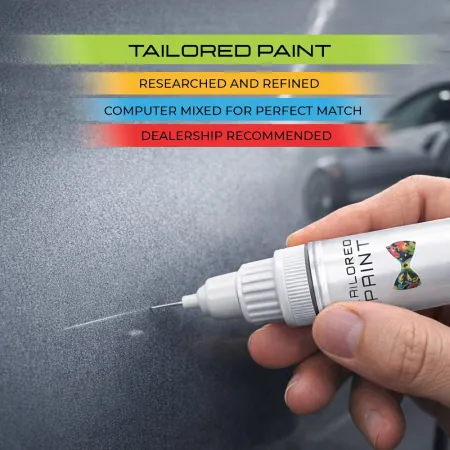 TAILORED PAINT
RESEARCHED AND REFINED
COMPUTER MIXED FOR PERFECT MATCH
DEALERSHIP RECOMMENDED
TAILORED
PAINT